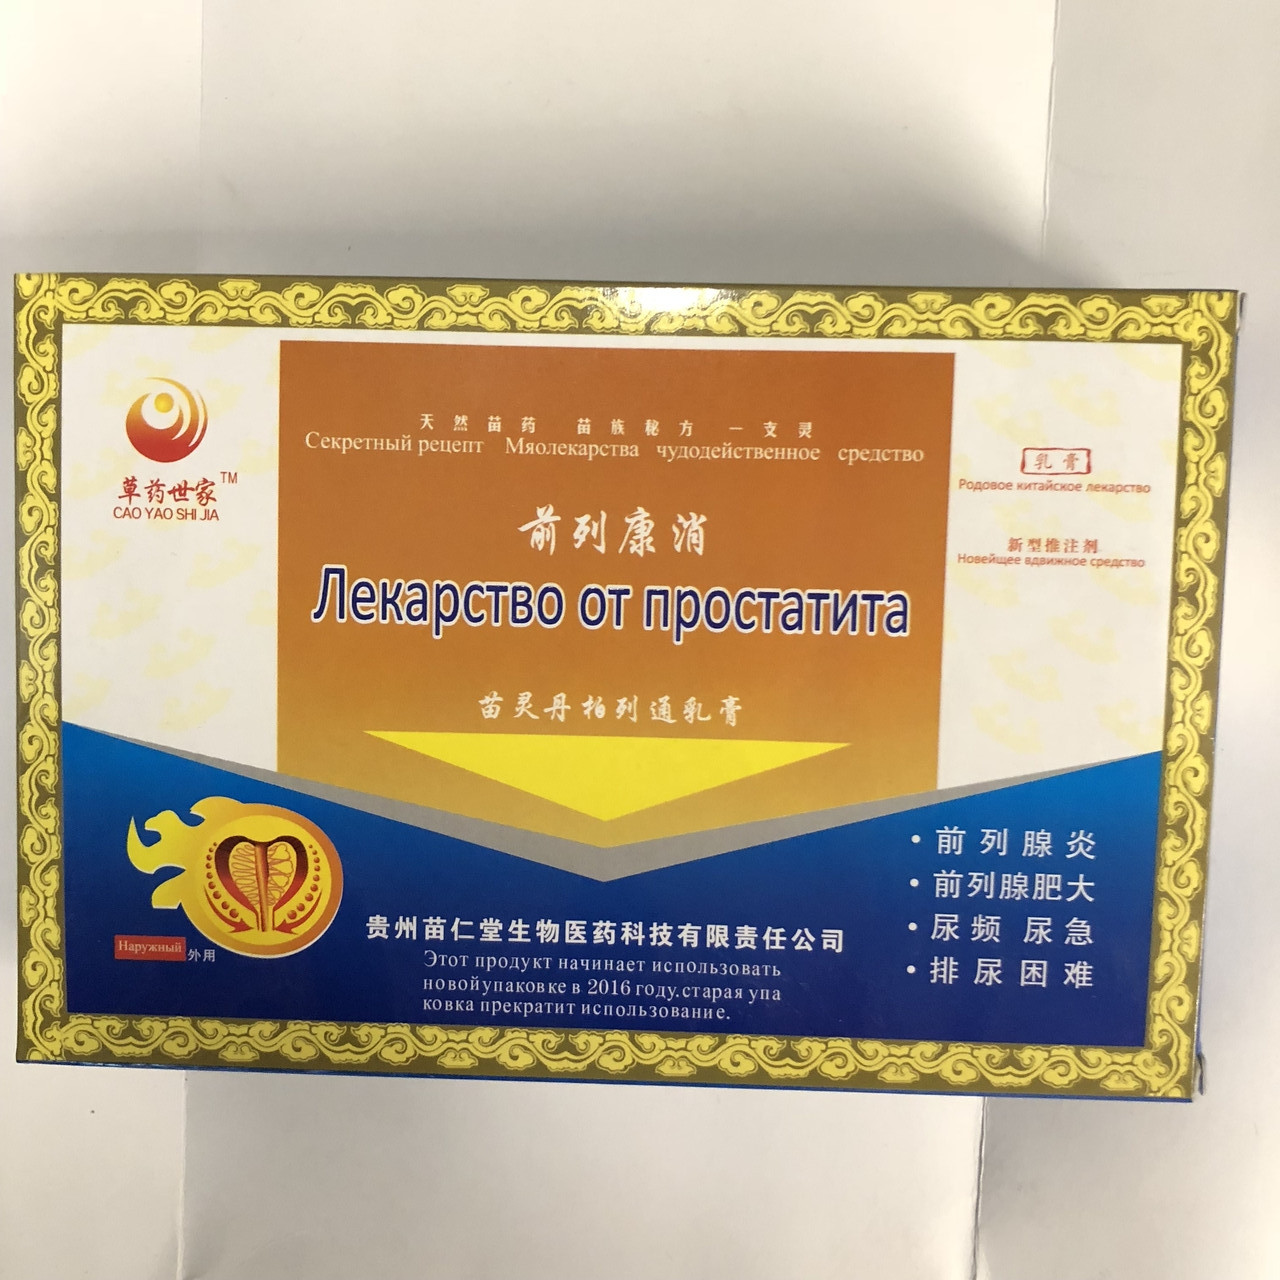 天然苗药 苗族秘方 一支灵
Секретный рецепт Мяолекарства чудодейственное средство
草药世家™
CAO YAO SHI JIA
乳膏
Родовое китайское лекарство
新型推注剂
Новейщее вдвижное средство
前列康消
Лекарство от простатита
苗灵丹柏列通乳膏
• 前列腺炎
• 前列腺肥大
• 尿频 尿急
• 排尿困难
Наружный 外用
贵州苗仁堂生物医药科技有限责任公司
Этот продукт начинает использовать
новойупаковке в 2016 году.старая упа
ковка прекратит использование.